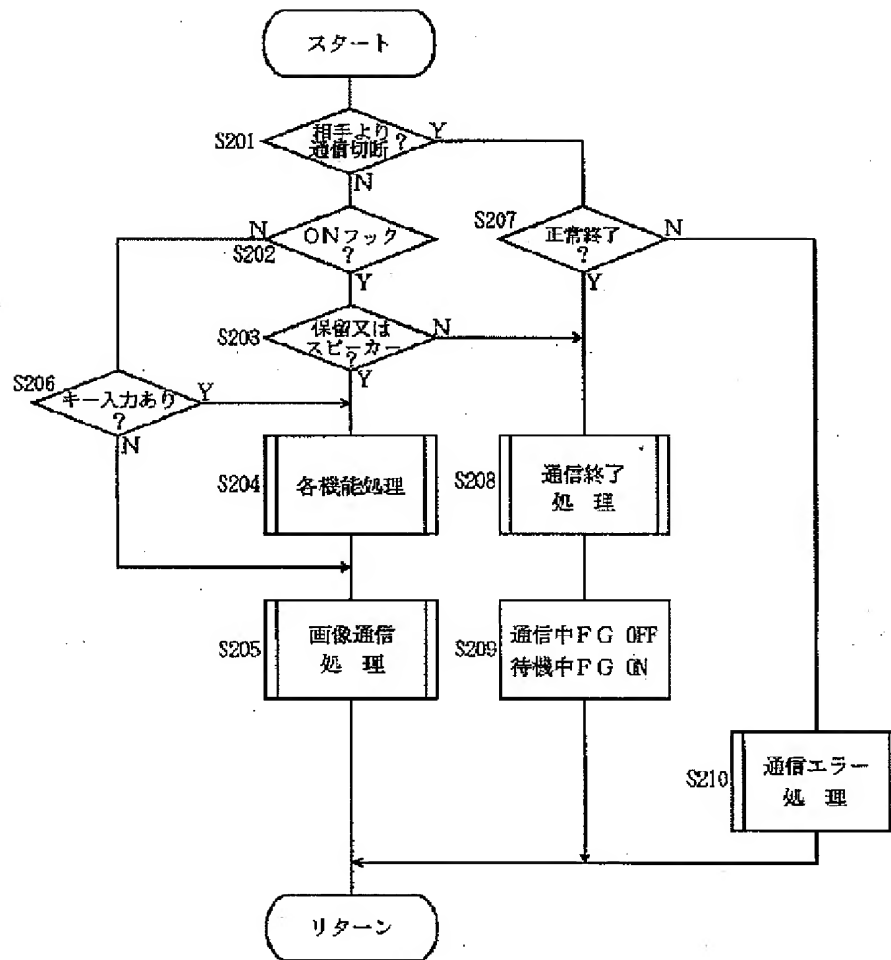 スタート
S201
相手より
通信切断
?
Y
N
S202
ONフック
?
N
Y
S207
正常終了
?
N
Y
S203
保留又は
スピーカー
?
N
Y
S206
キー入力あり
?
Y
N
S204
各機能処理
S208
通信終了
処 理
S205
画像通信
処 理
S209
通信中FG OFF
待機中FG ON
S210
通信エラー
処 理
リターン